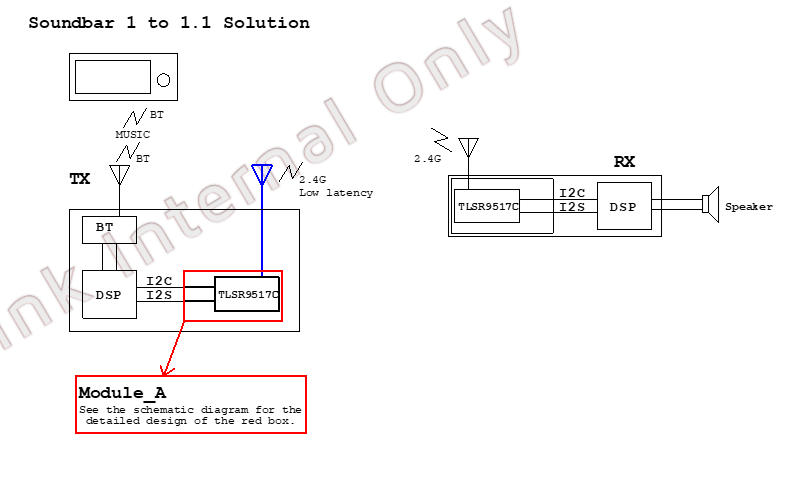 Soundbar 1 to 1.1 Solution
BT
MUSIC
BT
TX
2.4G
Low latency
BT
DSP
I2C
I2S
TLSR9517C
Module_A
See the schematic diagram for the
detailed design of the red box.
2.4G
RX
TLSR9517C
I2C
I2S
DSP
Speaker
ink Internal Only